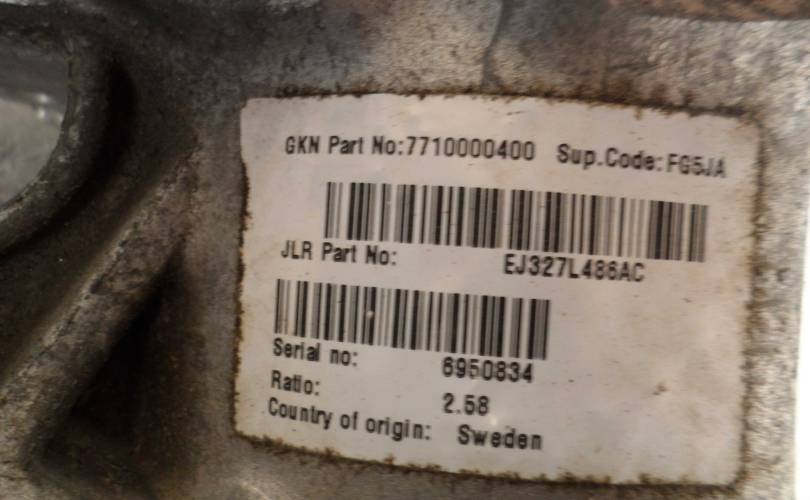 GKN Part No:7710000400 Sup.Code:FG5JA
JLR Part No: EJ327L486AC
Serial no: 6950834
Ratio: 2.58
Country of origin: Sweden